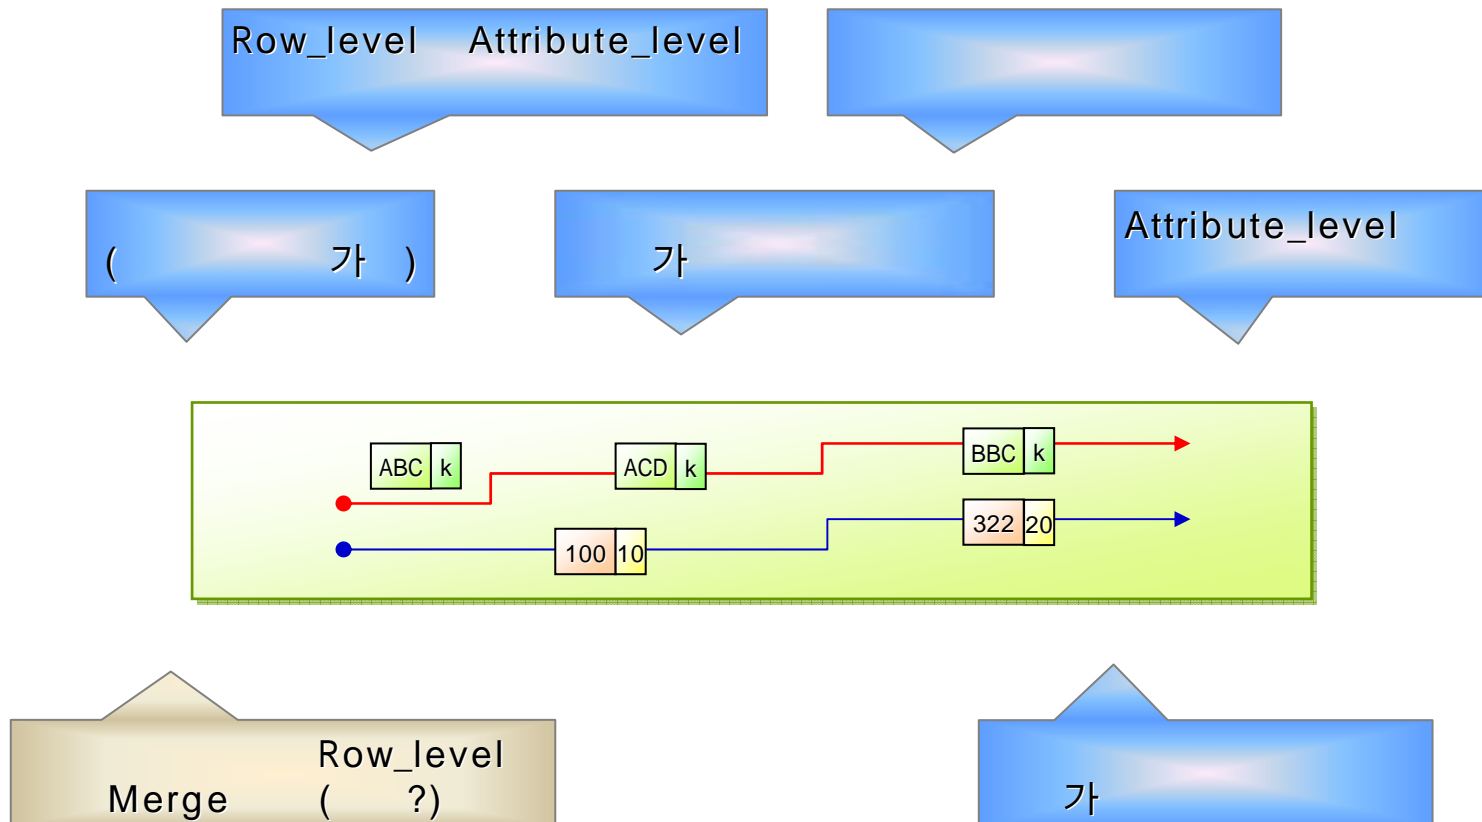 Row_level Attribute_level
( 가 )
가
Attribute_level
ABC k
ACD k
BBC k
100 10
322 20
Row_level
Merge ( ?)
가